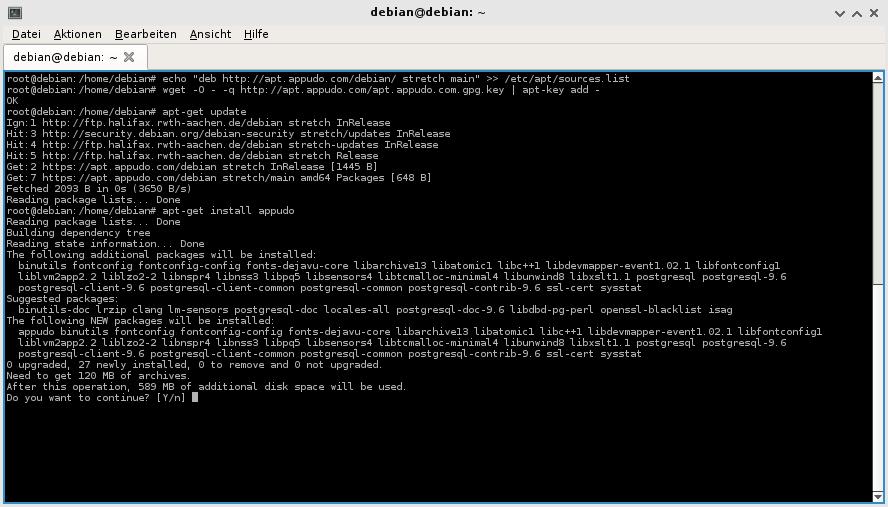 debian@debian: ~
Datei Aktionen Bearbeiten Ansicht Hilfe
debian@debian: ~
root@debian:/home/debian# echo "deb http://apt.appudo.com/debian/ stretch main" >> /etc/apt/sources.list
root@debian:/home/debian# wget -O - -q http://apt.appudo.com/apt.appudo.com.gpg.key | apt-key add -
OK
root@debian:/home/debian# apt-get update
Ign:1 http://ftp.halifax.rwth-aachen.de/debian stretch InRelease
Hit:3 http://security.debian.org/debian-security stretch/updates InRelease
Hit:4 http://ftp.halifax.rwth-aachen.de/debian stretch-updates InRelease
Hit:5 http://ftp.halifax.rwth-aachen.de/debian stretch Release
Get:2 https://apt.appudo.com/debian stretch InRelease [1445 B]
Get:7 https://apt.appudo.com/debian stretch/main amd64 Packages [648 B]
Fetched 2093 B in 0s (3650 B/s)
Reading package lists... Done
root@debian:/home/debian# apt-get install appudo
Reading package lists... Done
Building dependency tree
Reading state information... Done
The following additional packages will be installed:
binutils fontconfig fontconfig-config fonts-dejavu-core libarchive13 libatomic1 libc++1 libdevmapper-event1.02.1 libfontconfig1
liblvm2app2.2 liblzo2-2 libnspr4 libnss3 libpq5 libsensors4 libtcmalloc-minimal4 libunwind8 libxslt1.1 postgresql postgresql-9.6
postgresql-client-9.6 postgresql-client-common postgresql-common postgresql-contrib-9.6 ssl-cert sysstat
Suggested packages:
binutils-doc lrzip clang lm-sensors postgresql-doc locales-all postgresql-doc-9.6 libdbd-pg-perl openssl-blacklist isag
The following NEW packages will be installed:
appudo binutils fontconfig fontconfig-config fonts-dejavu-core libarchive13 libatomic1 libc++1 libdevmapper-event1.02.1 libfontconfig1
liblvm2app2.2 liblzo2-2 libnspr4 libnss3 libpq5 libsensors4 libtcmalloc-minimal4 libunwind8 libxslt1.1 postgresql postgresql-9.6
postgresql-client-9.6 postgresql-client-common postgresql-common postgresql-contrib-9.6 ssl-cert sysstat
0 upgraded, 27 newly installed, 0 to remove and 0 not upgraded.
Need to get 120 MB of archives.
After this operation, 589 MB of additional disk space will be used.
Do you want to continue? [Y/n]